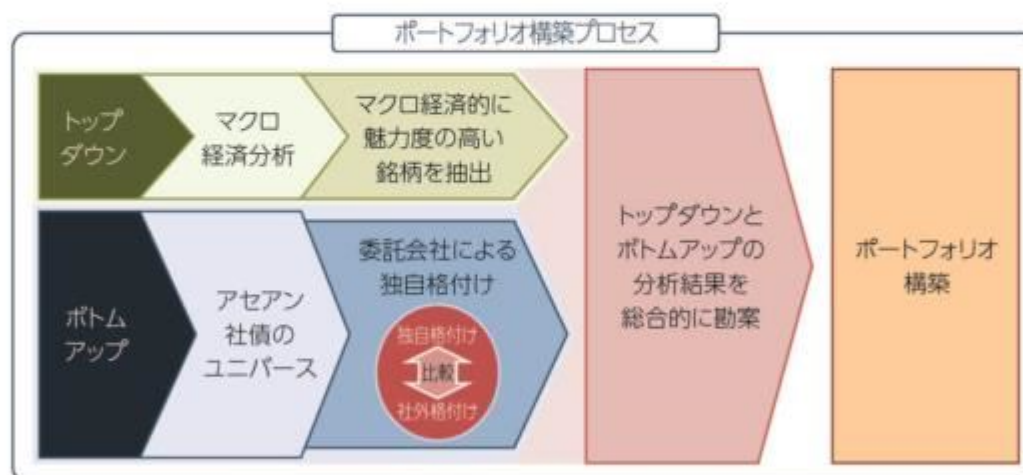 ポートフォリオ構築プロセス
トップ
ダウン
マクロ
経済分析
マクロ経済的に
魅力度の高い
銘柄を抽出
ボトム
アップ
アセアン
社債の
ユニバース
委託会社による
独自格付け
独自格付け
比較
社外格付け
トップダウンと
ボトムアップの
分析結果を
総合的に勘案
ポートフォリオ
構築